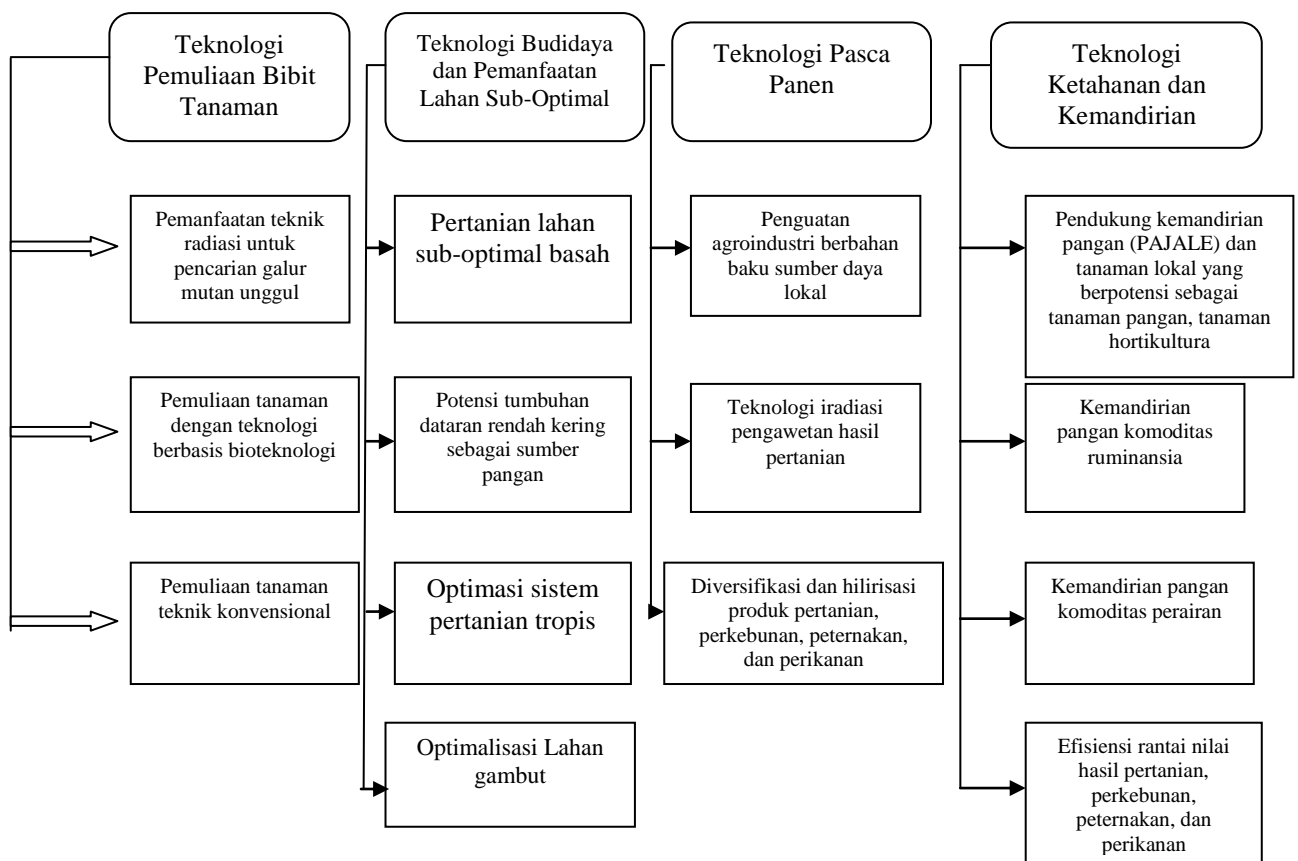 Teknologi
Pemuliaan Bibit
Tanaman
Teknologi Budidaya
dan Pemanfaatan
Lahan Sub-Optimal
Teknologi Pasca
Panen
Teknologi
Ketahanan dan
Kemandirian
Pemanfaatan teknik
radiasi untuk
pencarian galur
mutan unggul
Pertanian lahan
sub-optimal basah
Penguatan
agroindustri berbahan
baku sumber daya
lokal
Pendukung kemandirian
pangan (PAJALE) dan
tanaman lokal yang
berpotensi sebagai
tanaman pangan, tanaman
hortikultura
Pemuliaan tanaman
dengan teknologi
berbasis bioteknologi
Potensi tumbuhan
dataran rendah kering
sebagai sumber
pangan
Teknologi iradiasi
pengawetan hasil
pertanian
Kemandirian
pangan komoditas
ruminansia
Pemuliaan tanaman
teknik konvensional
Optimasi sistem
pertanian tropis
Diversifikasi dan hilirisasi
produk pertanian,
perkebunan, peternakan,
dan perikanan
Kemandirian pangan
komoditas perairan
Optimalisasi Lahan
gambut
Efisiensi rantai nilai
hasil pertanian,
perkebunan,
peternakan, dan
perikanan